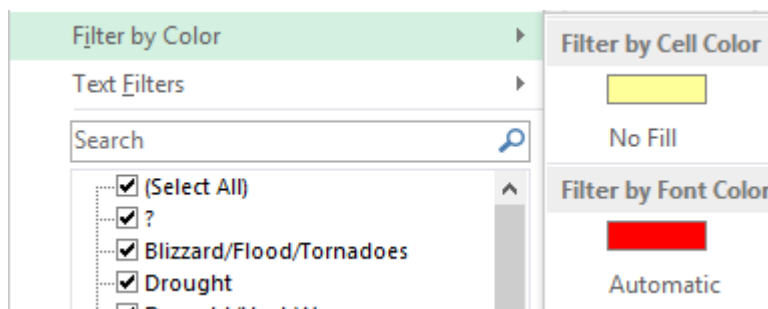 Filter by Color
Text Filters
Search
(Select All)
?
Blizzard/Flood/Tornadoes
Drought
Filter by Cell Color
No Fill
Filter by Font Color
Automatic